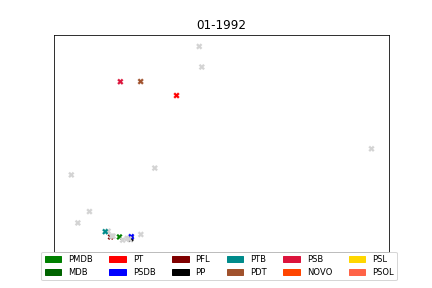 01-1992
PMDB PT PFL PTB PSB PSL
MDB PSDB PP PDT NOVO PSOL